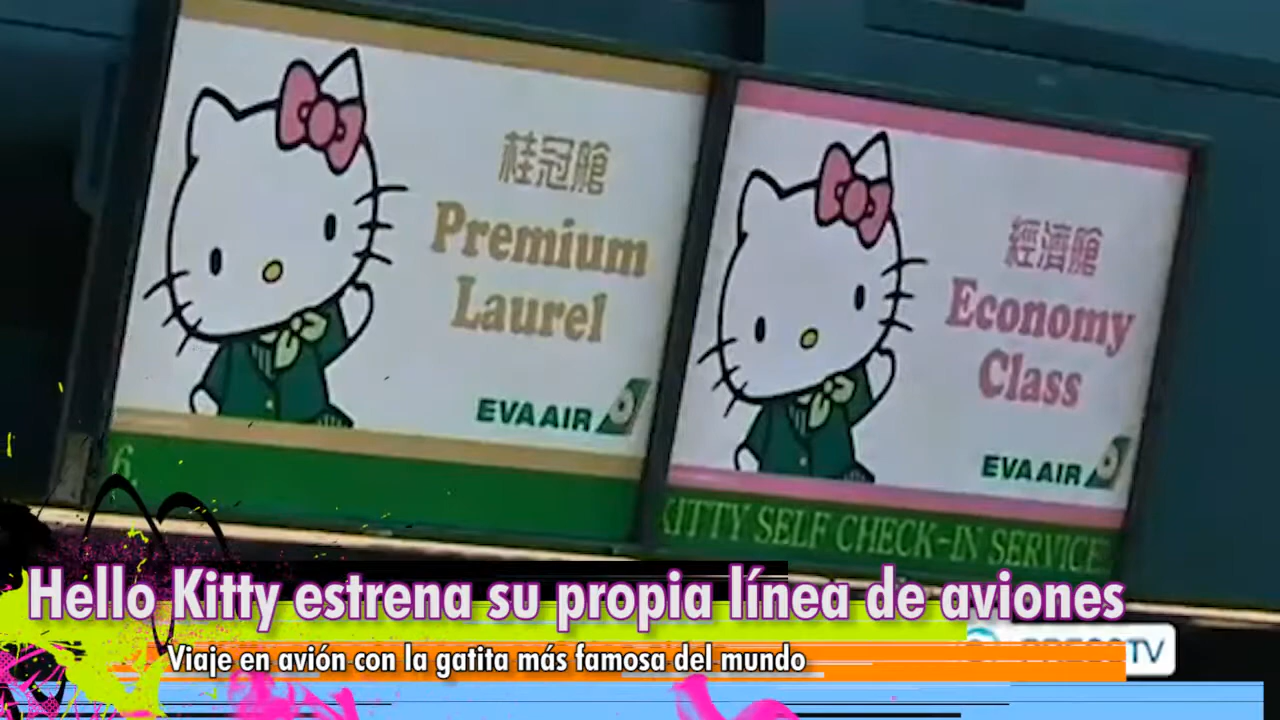 桂冠艙
Premium
Laurel
EVA AIR
經濟艙
Economy
Class
EVA AIR
6
KITTY SELF CHECK-IN SERVICE
Hello Kitty estrena su propia línea de aviones
Viaje en avión con la gatita más famosa del mundo
TV